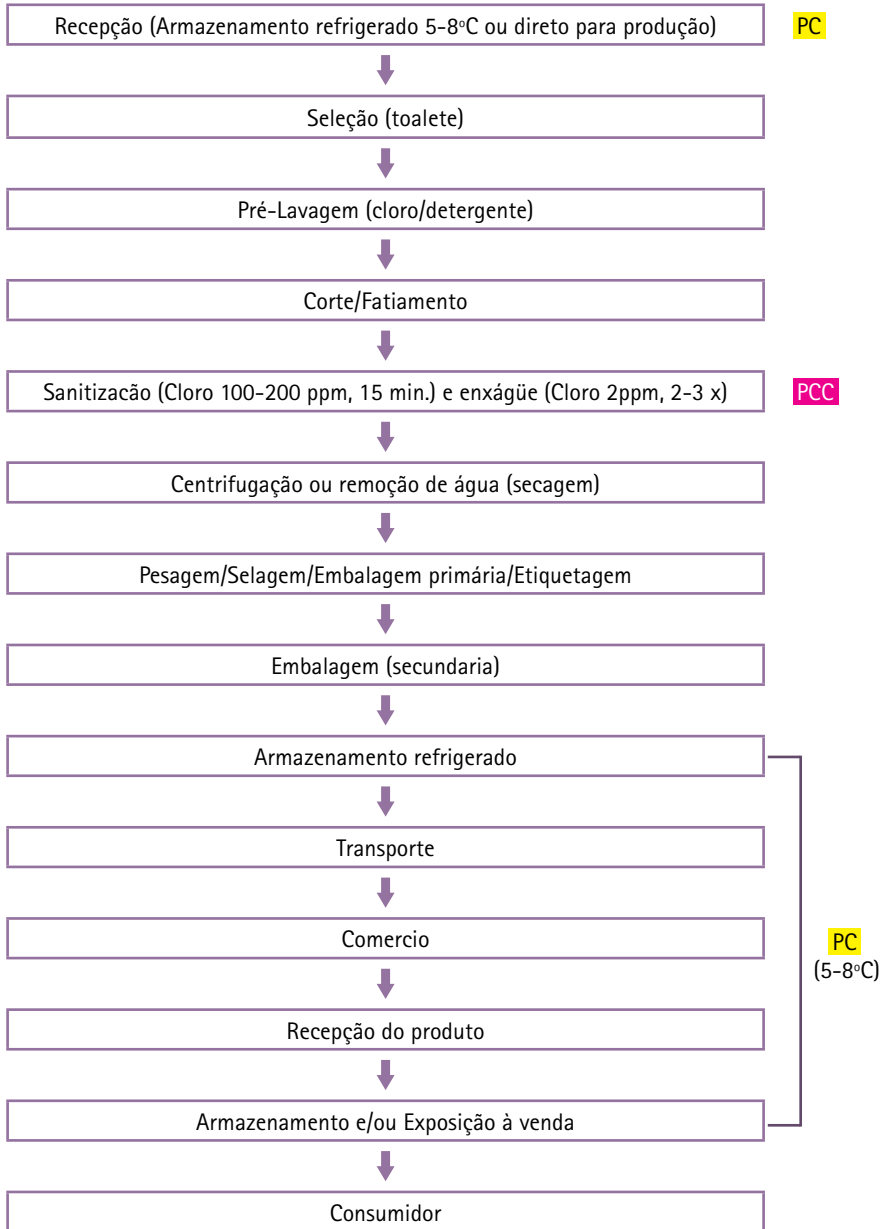 Recepção (Armazenamento refrigerado 5-8ºC ou direto para produção)
PC
Seleção (toalete)
Pré-Lavagem (cloro/detergente)
Corte/Fatiamento
Sanitizacão (Cloro 100-200 ppm, 15 min.) e enxágüe (Cloro 2ppm, 2-3 x)
PCC
Centrifugação ou remoção de água (secagem)
Pesagem/Selagem/Embalagem primária/Etiquetagem
Embalagem (secundaria)
Armazenamento refrigerado
Transporte
Comercio
PC
(5-8ºC)
Recepção do produto
Armazenamento e/ou Exposição à venda
Consumidor